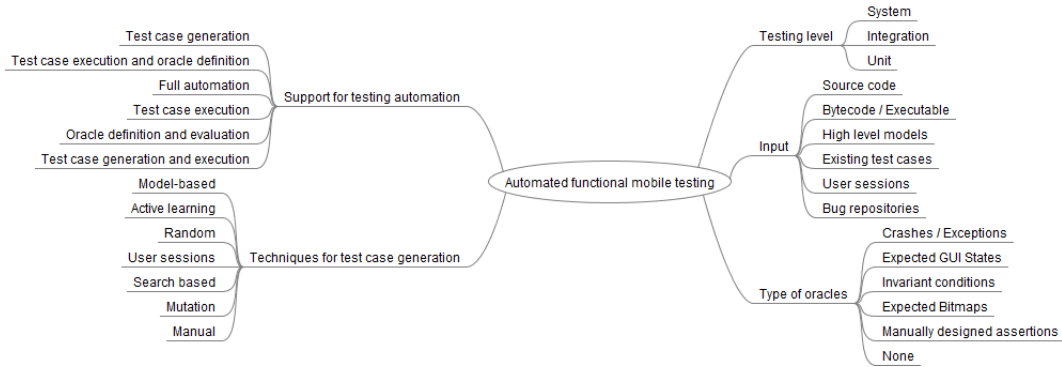 Automated functional mobile testing
Support for testing automation
Test case generation
Test case execution and oracle definition
Full automation
Test case execution
Oracle definition and evaluation
Test case generation and execution
Techniques for test case generation
Model-based
Active learning
Random
User sessions
Search based
Mutation
Manual
Testing level
System
Integration
Unit
Input
Source code
Bytecode / Executable
High level models
Existing test cases
User sessions
Bug repositories
Type of oracles
Crashes / Exceptions
Expected GUI States
Invariant conditions
Expected Bitmaps
Manually designed assertions
None